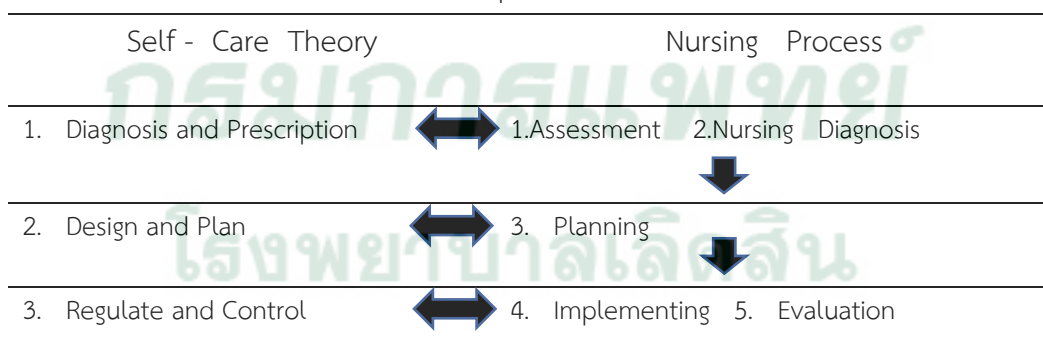 Self - Care Theory Nursing Process
กรมการแพทย์
1. Diagnosis and Prescription 1.Assessment 2.Nursing Diagnosis
2. Design and Plan 3. Planning
โรงพยาบาลเลิดสิน
3. Regulate and Control 4. Implementing 5. Evaluation